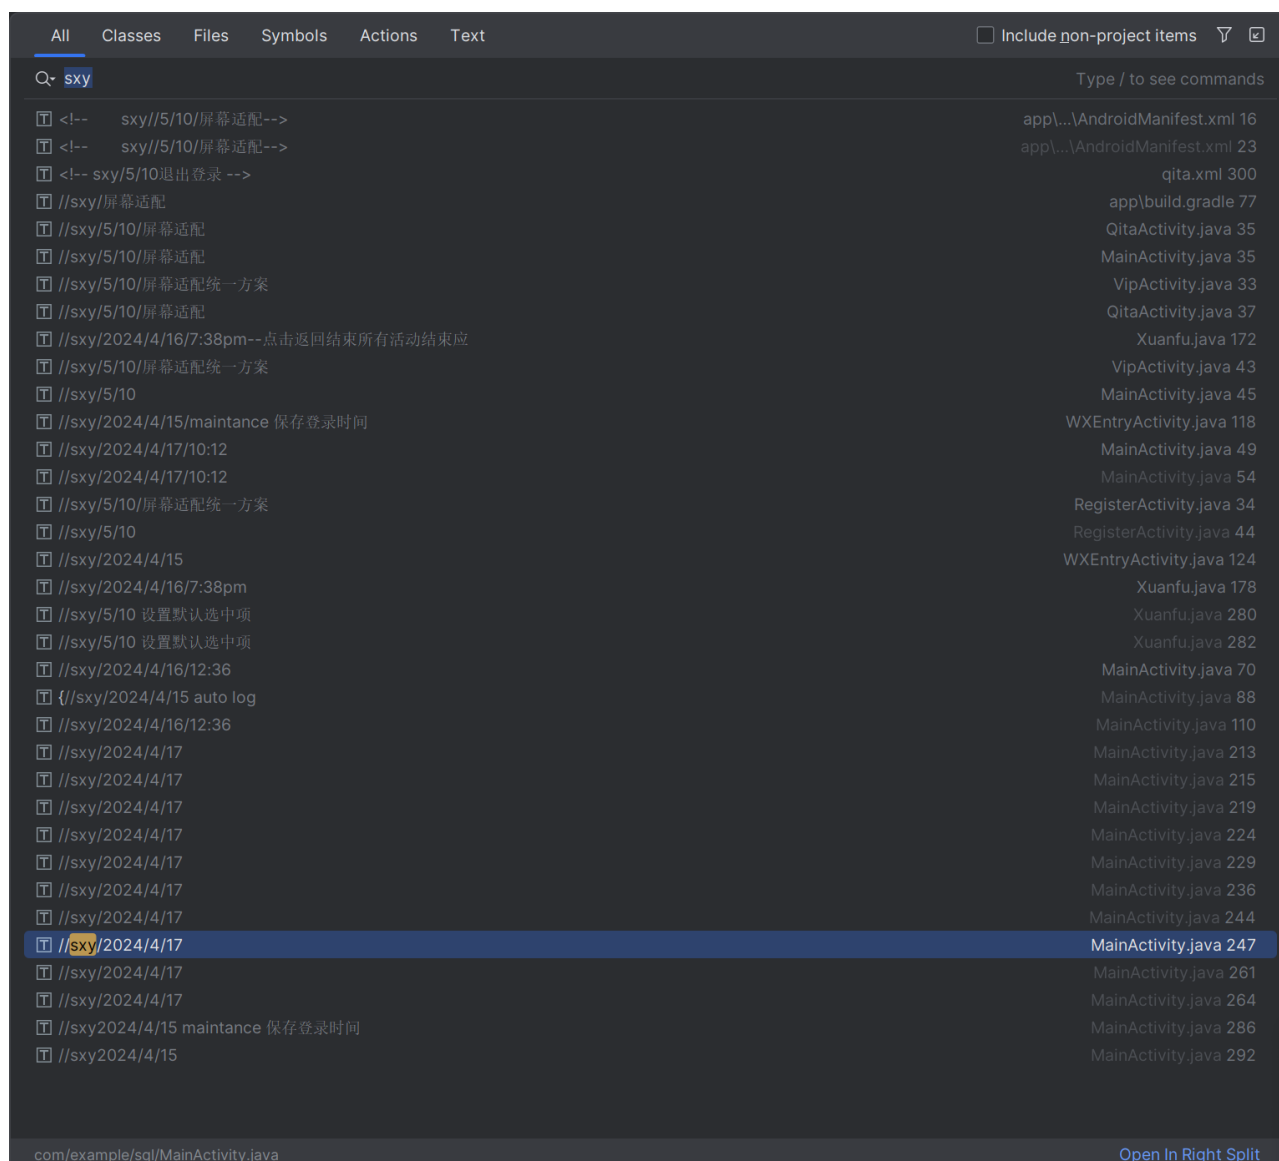 All Classes Files Symbols Actions Text Include non-project items
sxy Type / to see commands
<!-- sxy//5/10/屏幕适配--> app\...\AndroidManifest.xml 16
<!-- sxy//5/10/屏幕适配--> app\...\AndroidManifest.xml 23
<!-- sxy/5/10退出登录 --> qita.xml 300
//sxy/屏幕适配 app\build.gradle 77
//sxy/5/10/屏幕适配 QitaActivity.java 35
//sxy/5/10/屏幕适配 MainActivity.java 35
//sxy/5/10/屏幕适配统一方案 VipActivity.java 33
//sxy/5/10/屏幕适配 QitaActivity.java 37
//sxy/2024/4/16/7:38pm--点击返回结束所有活动结束应 Xuanfu.java 172
//sxy/5/10/屏幕适配统一方案 VipActivity.java 43
//sxy/5/10 MainActivity.java 45
//sxy/2024/4/15/maintance 保存登录时间 WXEntryActivity.java 118
//sxy/2024/4/17/10:12 MainActivity.java 49
//sxy/2024/4/17/10:12 MainActivity.java 54
//sxy/5/10/屏幕适配统一方案 RegisterActivity.java 34
//sxy/5/10 RegisterActivity.java 44
//sxy/2024/4/15 WXEntryActivity.java 124
//sxy/2024/4/16/7:38pm Xuanfu.java 178
//sxy/5/10 设置默认选中项 Xuanfu.java 280
//sxy/5/10 设置默认选中项 Xuanfu.java 282
//sxy/2024/4/16/12:36 MainActivity.java 70
{//sxy/2024/4/15 auto log MainActivity.java 88
//sxy/2024/4/16/12:36 MainActivity.java 110
//sxy/2024/4/17 MainActivity.java 213
//sxy/2024/4/17 MainActivity.java 215
//sxy/2024/4/17 MainActivity.java 219
//sxy/2024/4/17 MainActivity.java 224
//sxy/2024/4/17 MainActivity.java 229
//sxy/2024/4/17 MainActivity.java 236
//sxy/2024/4/17 MainActivity.java 244
//sxy/2024/4/17 MainActivity.java 247
//sxy/2024/4/17 MainActivity.java 261
//sxy/2024/4/17 MainActivity.java 264
//sxy2024/4/15 maintance 保存登录时间 MainActivity.java 286
//sxy2024/4/15 MainActivity.java 292
com/example/sql/MainActivity.java Open In Right Split